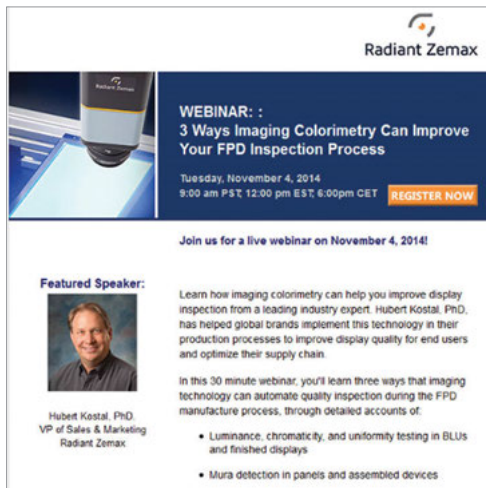 Radiant Zemax
Radiant Zemax
WEBINAR: :
3 Ways Imaging Colorimetry Can Improve
Your FPD Inspection Process
Tuesday, November 4, 2014
9:00 am PST, 12:00 pm EST, 6:00pm CET
REGISTER NOW
Join us for a live webinar on November 4, 2014!
Featured Speaker:
Hubert Kostal, PhD.
VP of Sales & Marketing
Radiant Zemax
Learn how imaging colorimetry can help you improve display
inspection from a leading industry expert. Hubert Kostal, PhD,
has helped global brands implement this technology in their
production processes to improve display quality for end users
and optimize their supply chain.
In this 30 minute webinar, you'll learn three ways that imaging
technology can automate quality inspection during the FPD
manufacture process, through detailed accounts of:
• Luminance, chromaticity, and uniformity testing in BLUs
and finished displays
• Mura detection in panels and assembled devices